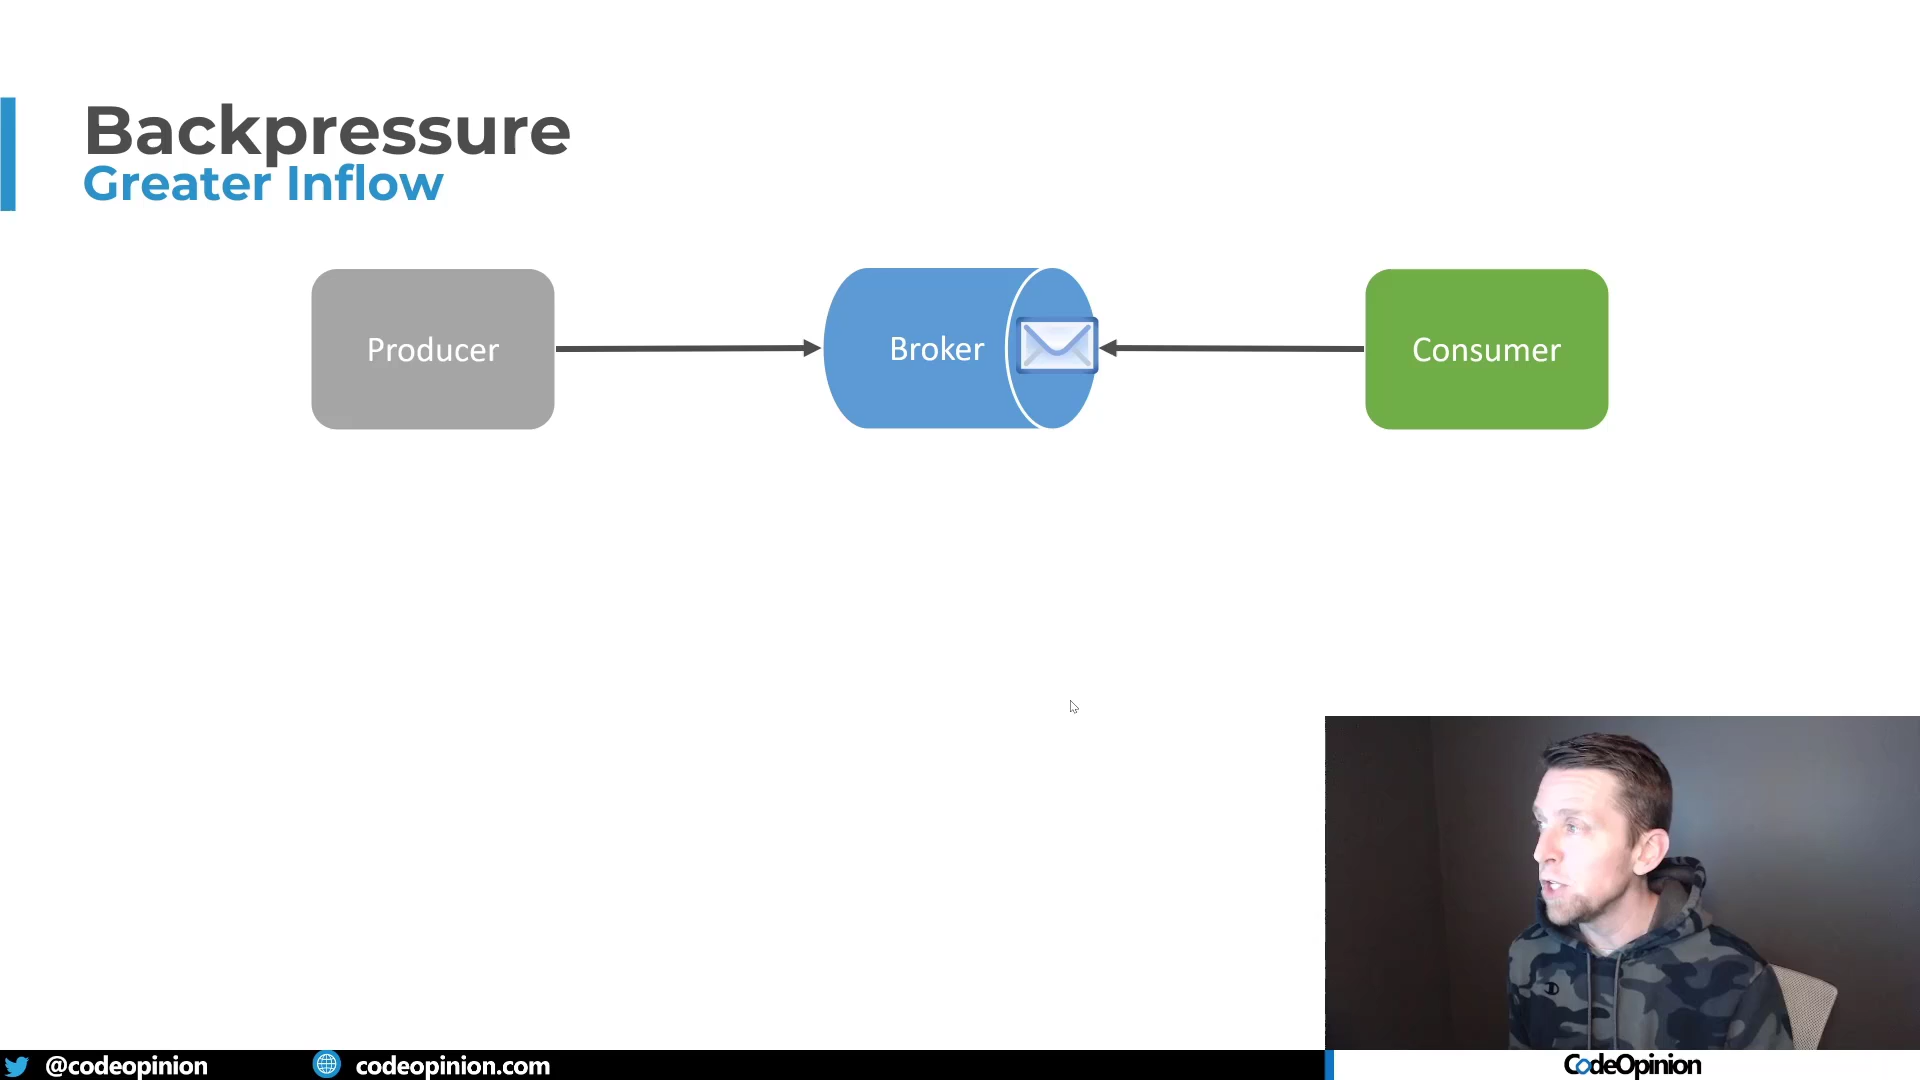 Backpressure
Greater Inflow
Producer
Broker
Consumer
@codeopinion
codeopinion.com
CodeOpinion